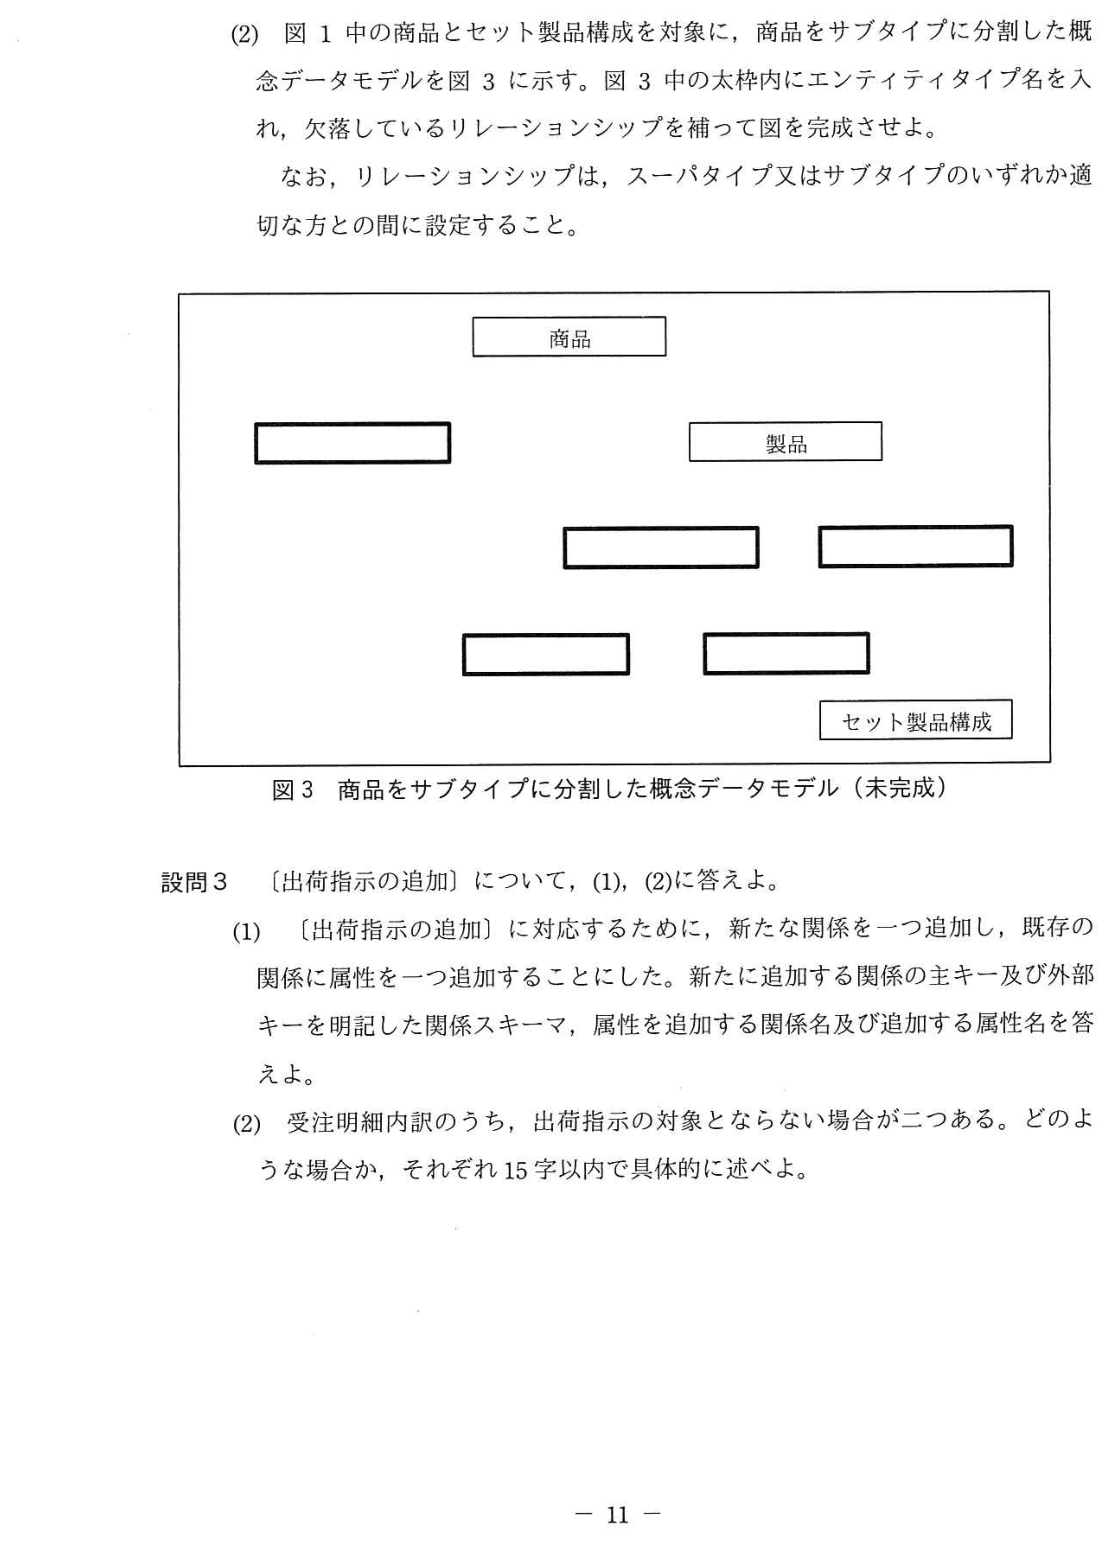 (2) 図 1 中の商品とセット製品構成を対象に，商品をサブタイプに分割した概
念データモデルを図 3 に示す。図 3 中の太枠内にエンティティタイプ名を入
れ，欠落しているリレーションシップを補って図を完成させよ。
なお，リレーションシップは，スーパタイプ又はサブタイプのいずれか適
切な方との間に設定すること。
商品
製品
セット製品構成
図3 商品をサブタイプに分割した概念データモデル（未完成）
設問3 〔出荷指示の追加〕について，(1)，(2)に答えよ。
(1) 〔出荷指示の追加〕に対応するために，新たな関係を一つ追加し，既存の
関係に属性を一つ追加することにした。新たに追加する関係の主キー及び外部
キーを明記した関係スキーマ，属性を追加する関係名及び追加する属性名を答
えよ。
(2) 受注明細内訳のうち，出荷指示の対象とならない場合が二つある。どのよ
うな場合か，それぞれ 15 字以内で具体的に述べよ。
－ 11 －